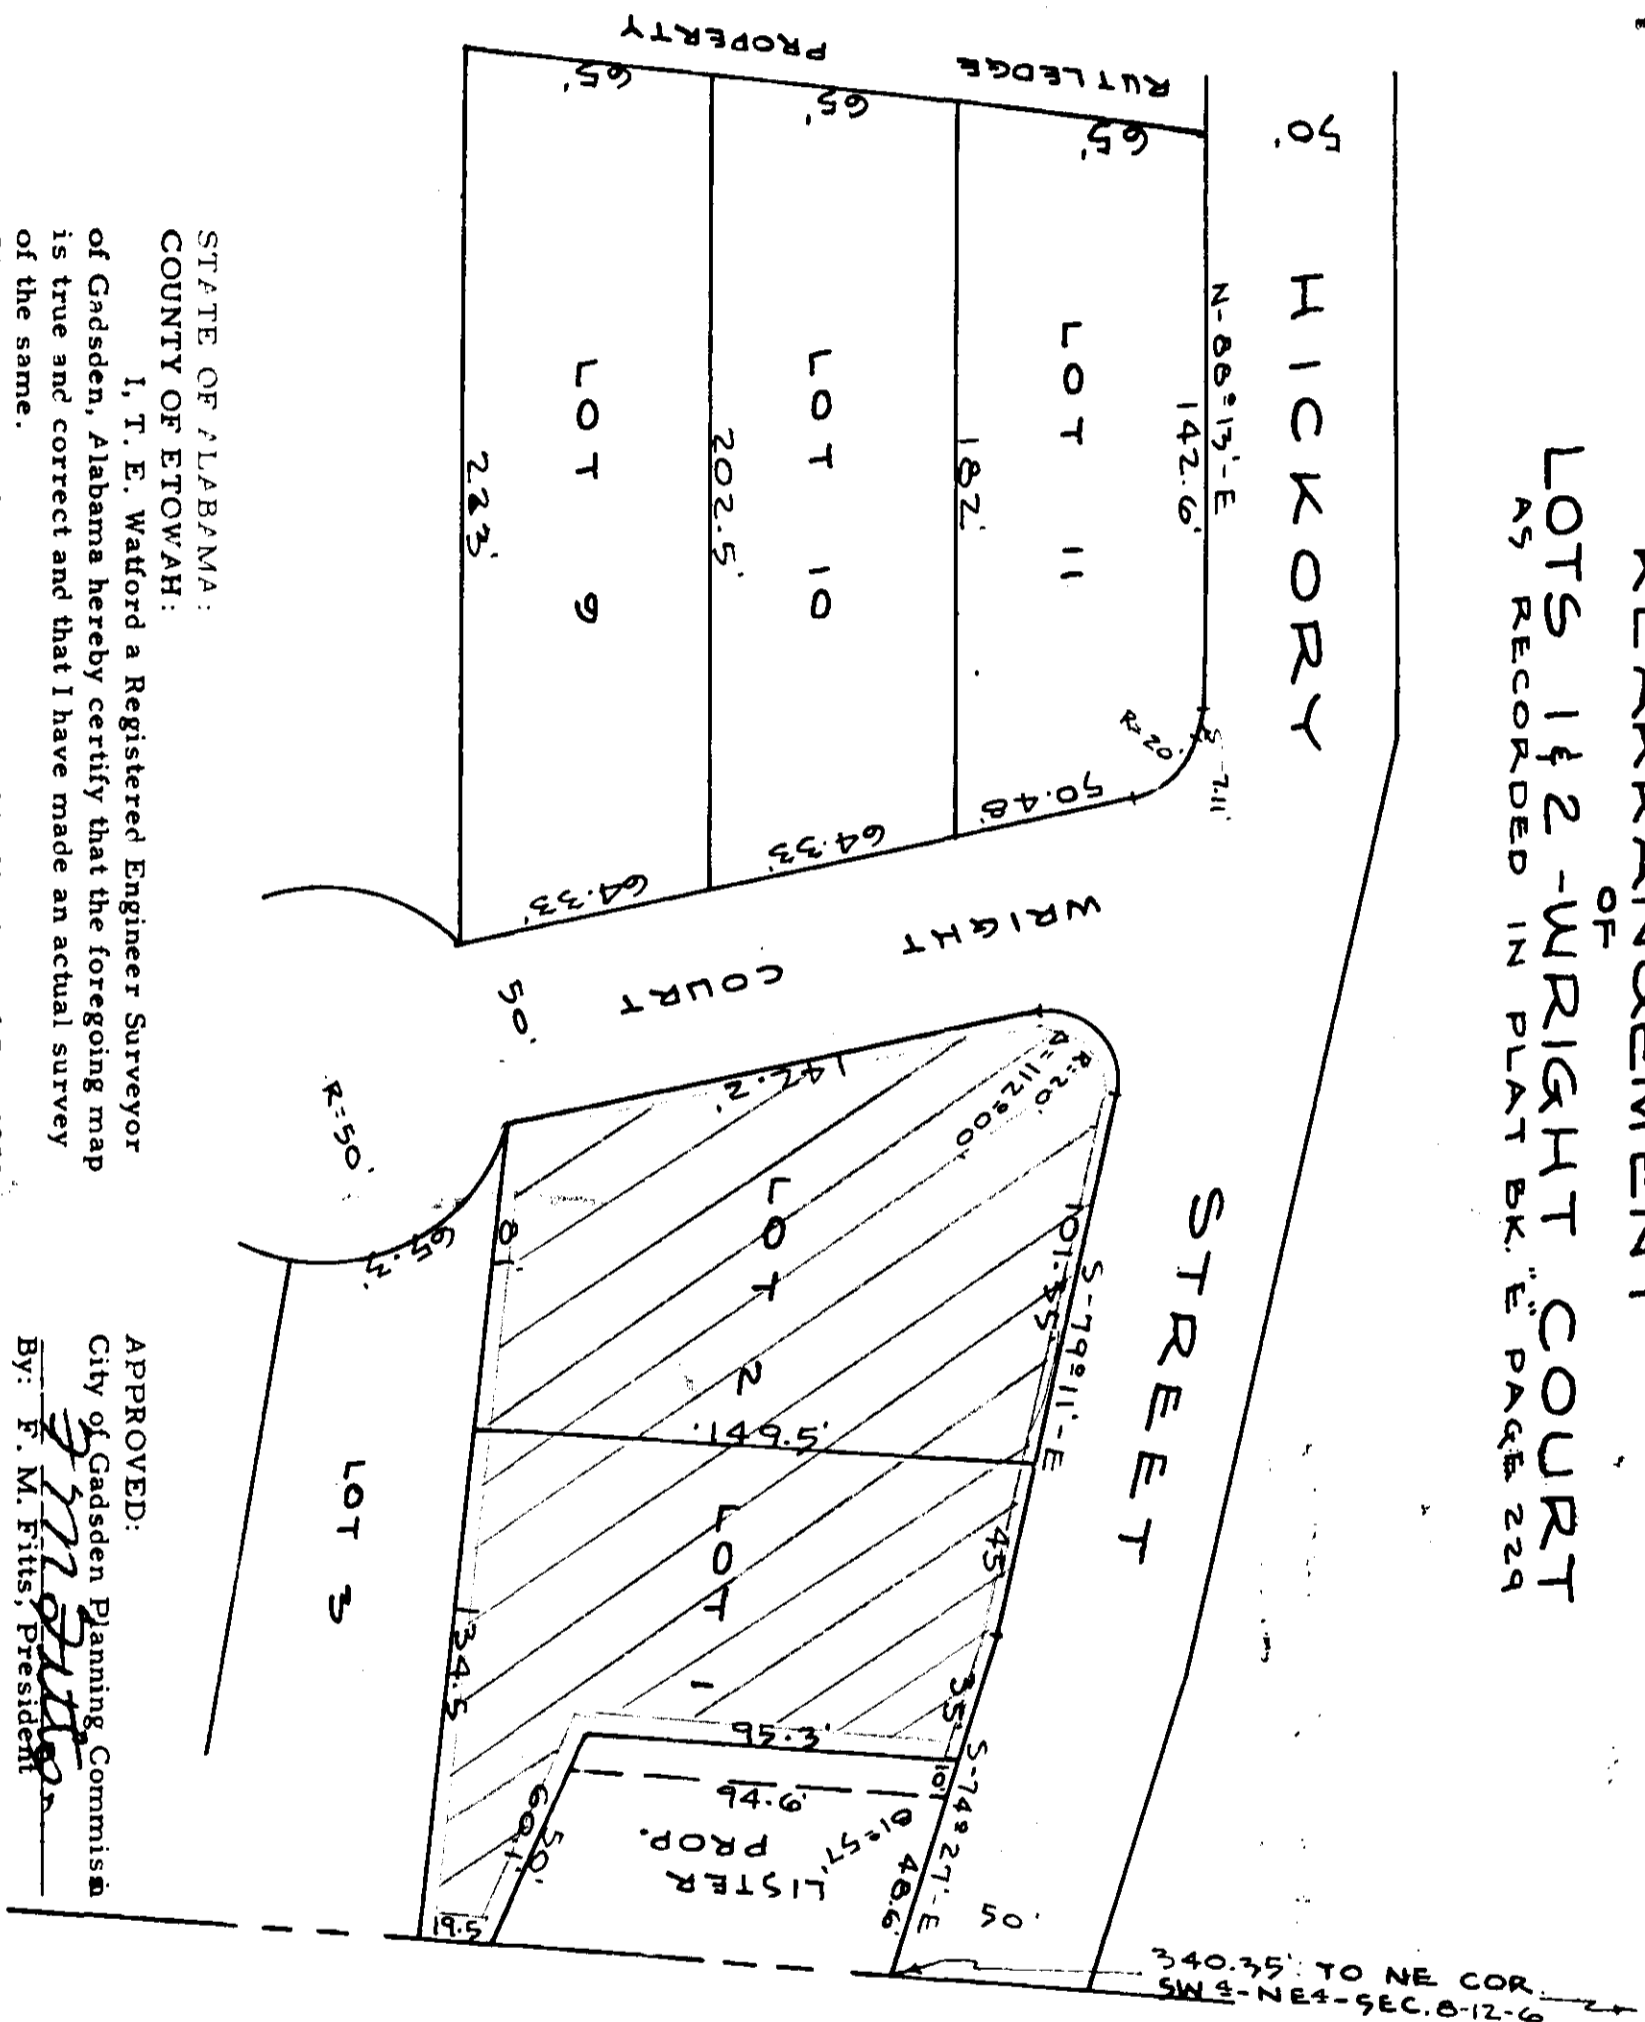 OF
LOTS 1 & 2 - WRIGHT COURT
AS RECORDED IN PLAT BK. "E" PAGE 229
HICKORY STREET
50'
N-88°13'-E
142.6'
7.11'
R=20'
RUTLEDGE PROPERTY
65'
65'
65'
LOT 11
182'
50.48'
LOT 10
202.5'
64.33'
LOT 9
223'
64.33'
WRIGHT COURT
50'
R=50'
65.3'
142.2'
R=20'
Δ=112°00'
S-79°11'-E
101.35'
LOT 2
81'
149.5'
45'
LOT 1
35'
134.5
95.3'
10'
S-74°27'-E
48.6'
81°57'
94.6'
LISTER PROP.
50'
60.1'
19.5'
50'
LOT 3
340.35' TO NE COR.
SW 4-NE4-SEC. 8-12-6
STATE OF ALABAMA:
COUNTY OF ETOWAH:
I, T. E. Watford a Registered Engineer Surveyor
of Gadsden, Alabama hereby certify that the foregoing map
is true and correct and that I have made an actual survey
of the same.
APPROVED:
City of Gadsden Planning Commission
By: F. M. Fitts, President